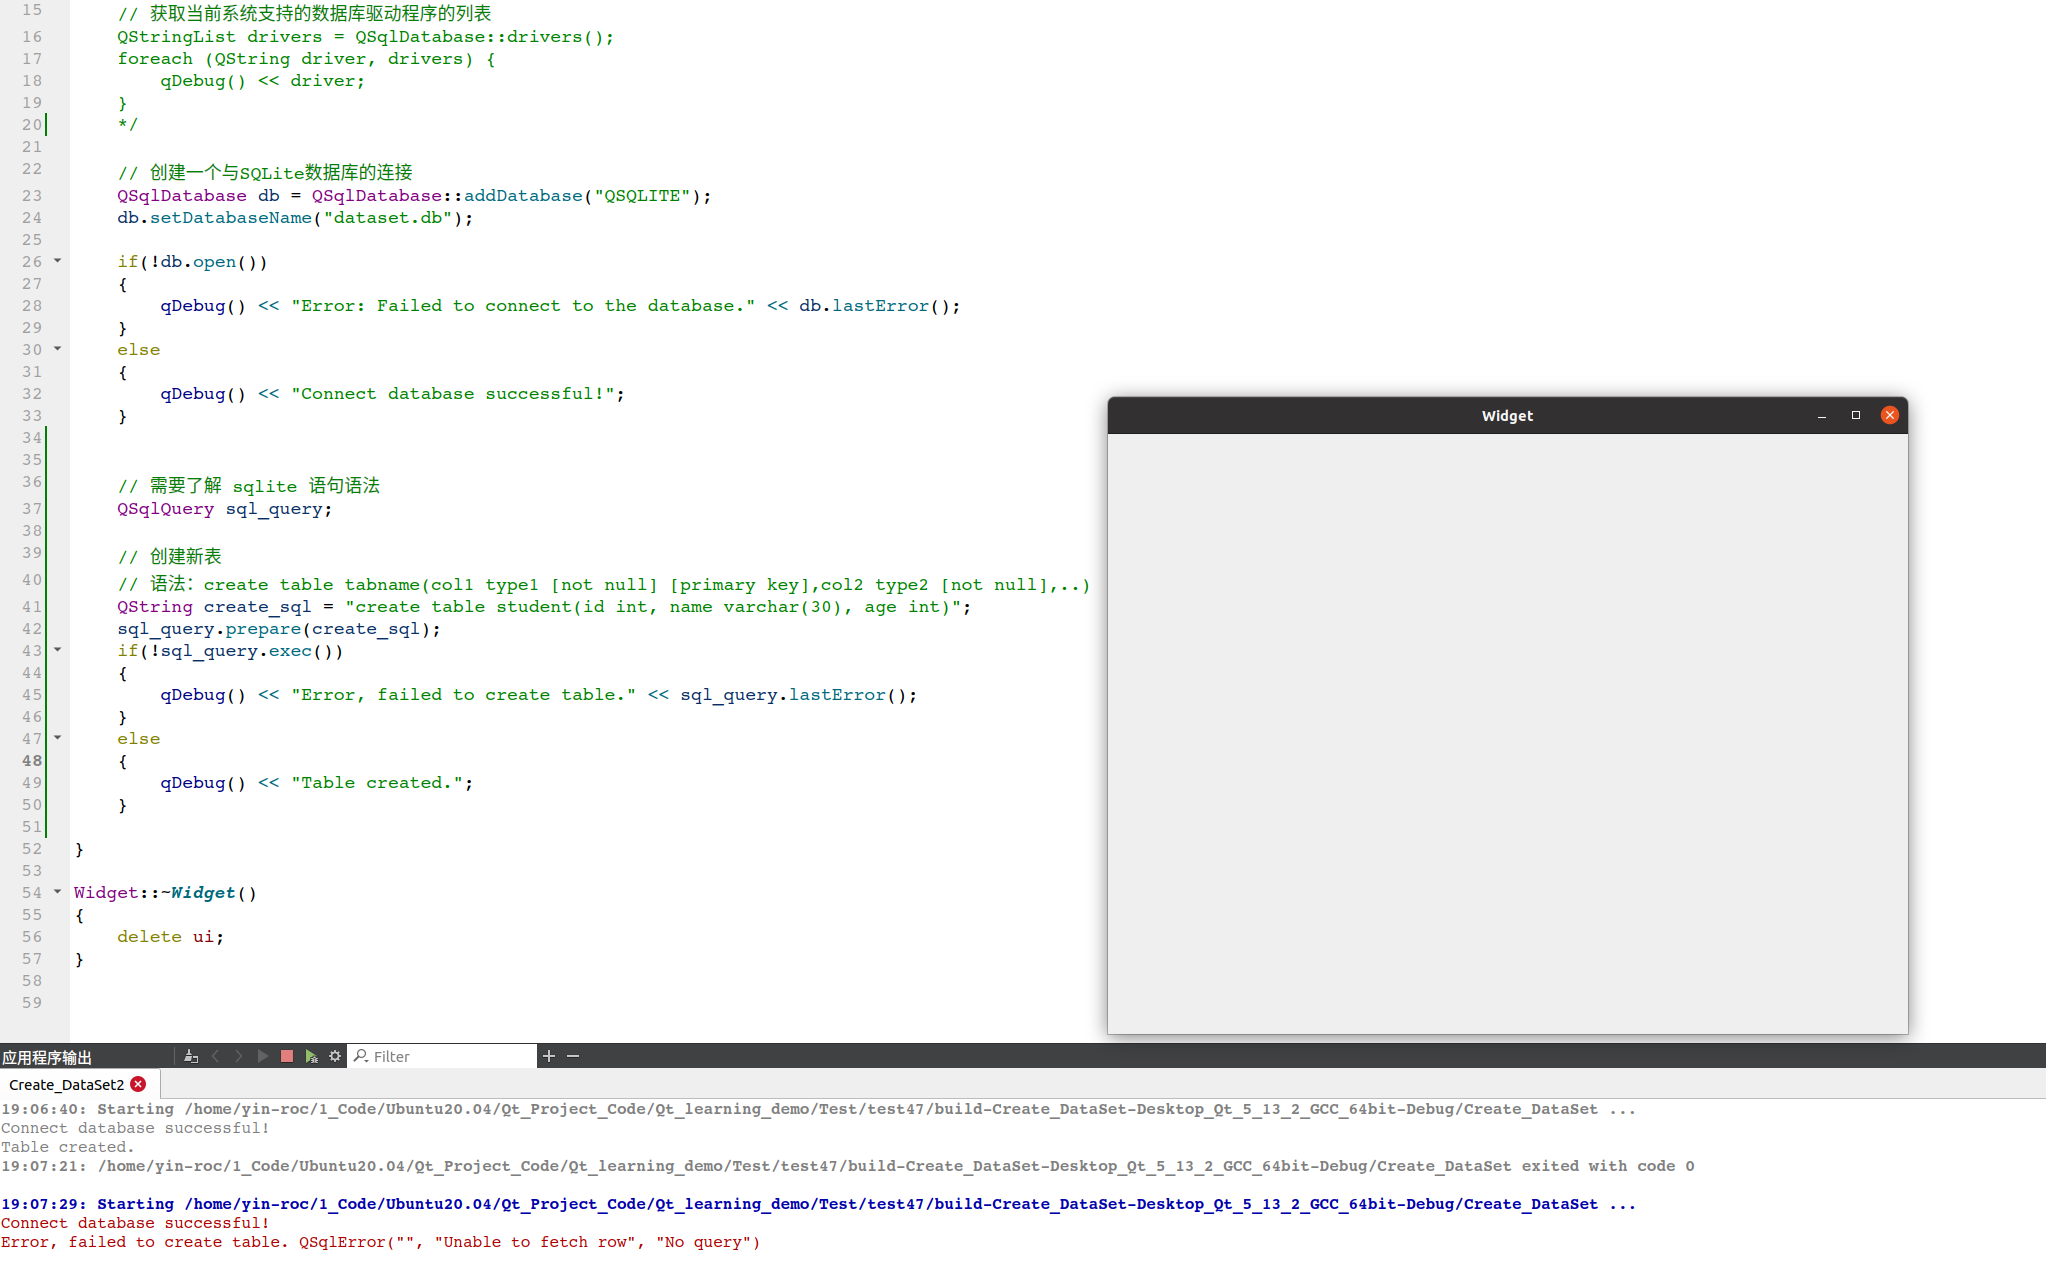 15 // 获取当前系统支持的数据库驱动程序的列表
16 QStringList drivers = QSqlDatabase::drivers();
17 foreach (QString driver, drivers) {
18 qDebug() << driver;
19 }
20 */
21
22 // 创建一个与SQLite数据库的连接
23 QSqlDatabase db = QSqlDatabase::addDatabase("QSQLITE");
24 db.setDatabaseName("dataset.db");
25
26 if(!db.open())
27 {
28 qDebug() << "Error: Failed to connect to the database." << db.lastError();
29 }
30 else
31 {
32 qDebug() << "Connect database successful!";
33 }
34
35
36 // 需要了解 sqlite 语句语法
37 QSqlQuery sql_query;
38
39 // 创建新表
40 // 语法：create table tabname(col1 type1 [not null] [primary key],col2 type2 [not null],..)
41 QString create_sql = "create table student(id int, name varchar(30), age int)";
42 sql_query.prepare(create_sql);
43 if(!sql_query.exec())
44 {
45 qDebug() << "Error, failed to create table." << sql_query.lastError();
46 }
47 else
48 {
49 qDebug() << "Table created.";
50 }
51
52 }
53
54 Widget::~Widget()
55 {
56 delete ui;
57 }
58
59
Widget
应用程序输出
Filter
Create_DataSet2
19:06:40: Starting /home/yin-roc/1_Code/Ubuntu20.04/Qt_Project_Code/Qt_learning_demo/Test/test47/build-Create_DataSet-Desktop_Qt_5_13_2_GCC_64bit-Debug/Create_DataSet ...
Connect database successful!
Table created.
19:07:21: /home/yin-roc/1_Code/Ubuntu20.04/Qt_Project_Code/Qt_learning_demo/Test/test47/build-Create_DataSet-Desktop_Qt_5_13_2_GCC_64bit-Debug/Create_DataSet exited with code 0
19:07:29: Starting /home/yin-roc/1_Code/Ubuntu20.04/Qt_Project_Code/Qt_learning_demo/Test/test47/build-Create_DataSet-Desktop_Qt_5_13_2_GCC_64bit-Debug/Create_DataSet ...
Connect database successful!
Error, failed to create table. QSqlError("", "Unable to fetch row", "No query")